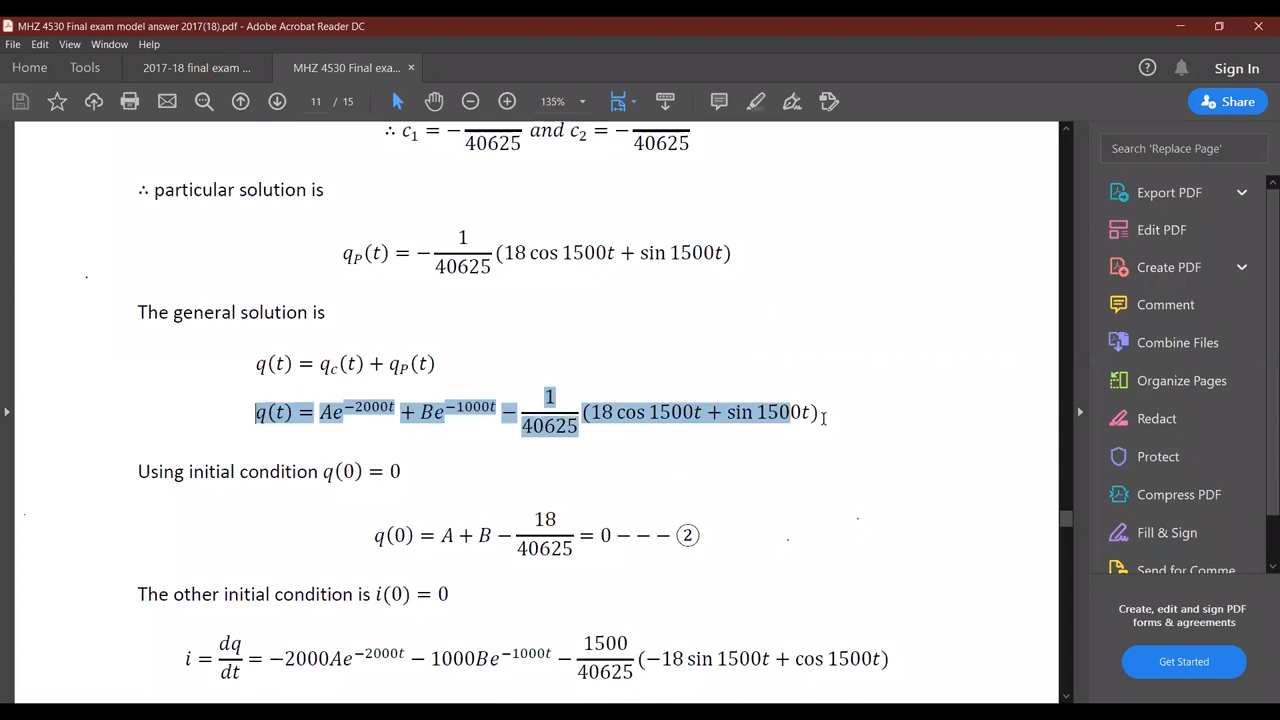 MHZ 4530 Final exam model answer 2017(18).pdf - Adobe Acrobat Reader DC
File Edit View Window Help
Home Tools 2017-18 final exam ... MHZ 4530 Final exa... ×
11 / 15 135% Share
Sign In
∴ c₁ = − /40625 and c₂ = − /40625
∴ particular solution is
q_P(t) = − 1/40625 (18 cos 1500t + sin 1500t)
The general solution is
q(t) = q_c(t) + q_P(t)
q(t) = Ae^{−2000t} + Be^{−1000t} − 1/40625 (18 cos 1500t + sin 1500t)
Using initial condition q(0) = 0
q(0) = A + B − 18/40625 = 0 − − − ②
The other initial condition is i(0) = 0
i = dq/dt = −2000Ae^{−2000t} − 1000Be^{−1000t} − 1500/40625 (−18 sin 1500t + cos 1500t)
Search 'Replace Page'
Export PDF
Edit PDF
Create PDF
Comment
Combine Files
Organize Pages
Redact
Protect
Compress PDF
Fill & Sign
Send for Comme
Create, edit and sign PDF
forms & agreements
Get Started